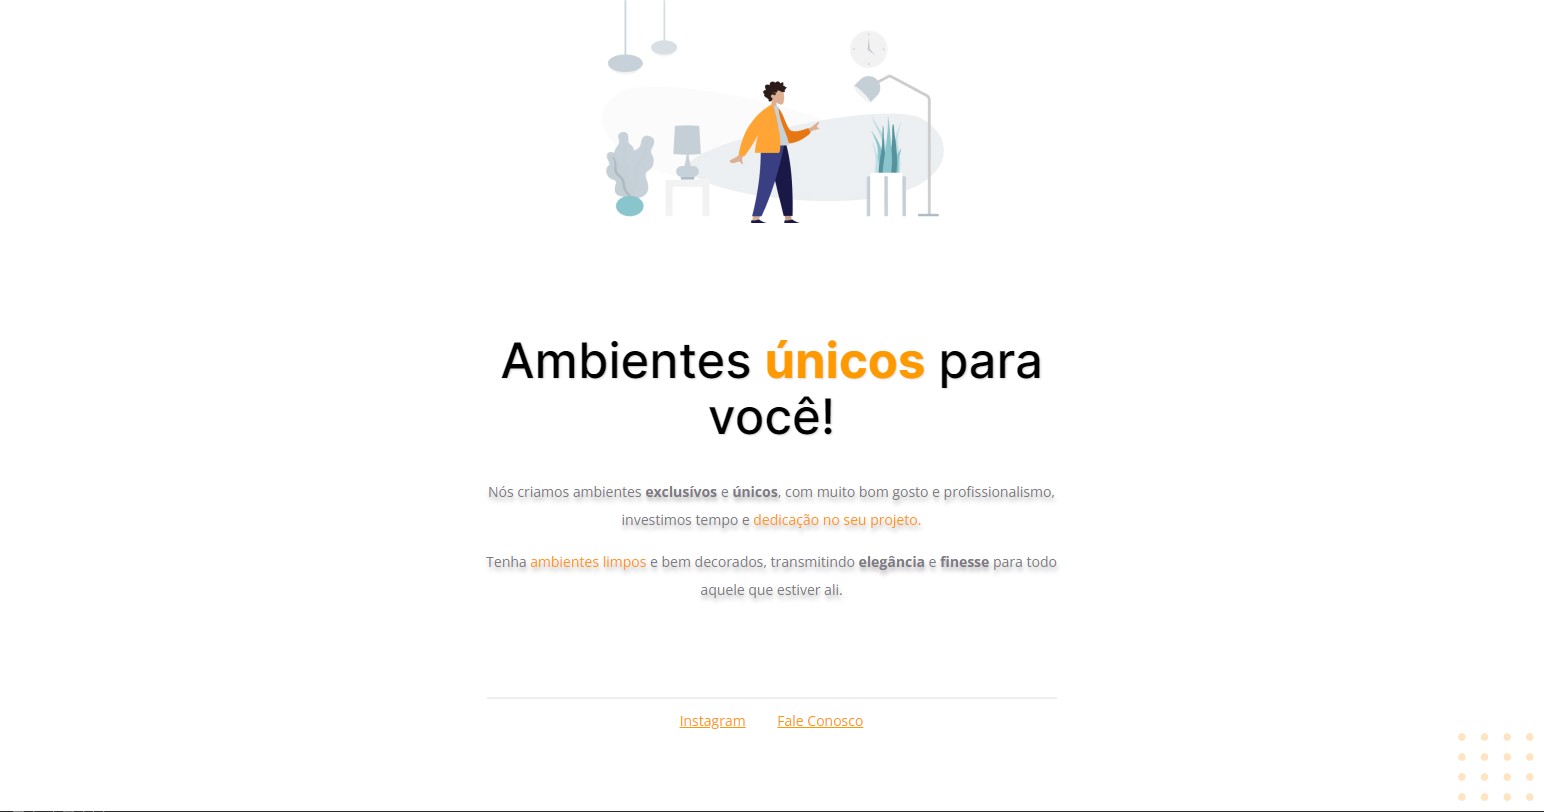 Ambientes únicos para
você!
Nós criamos ambientes exclusívos e únicos, com muito bom gosto e profissionalismo,
investimos tempo e dedicação no seu projeto.
Tenha ambientes limpos e bem decorados, transmitindo elegância e finesse para todo
aquele que estiver ali.
Instagram Fale Conosco